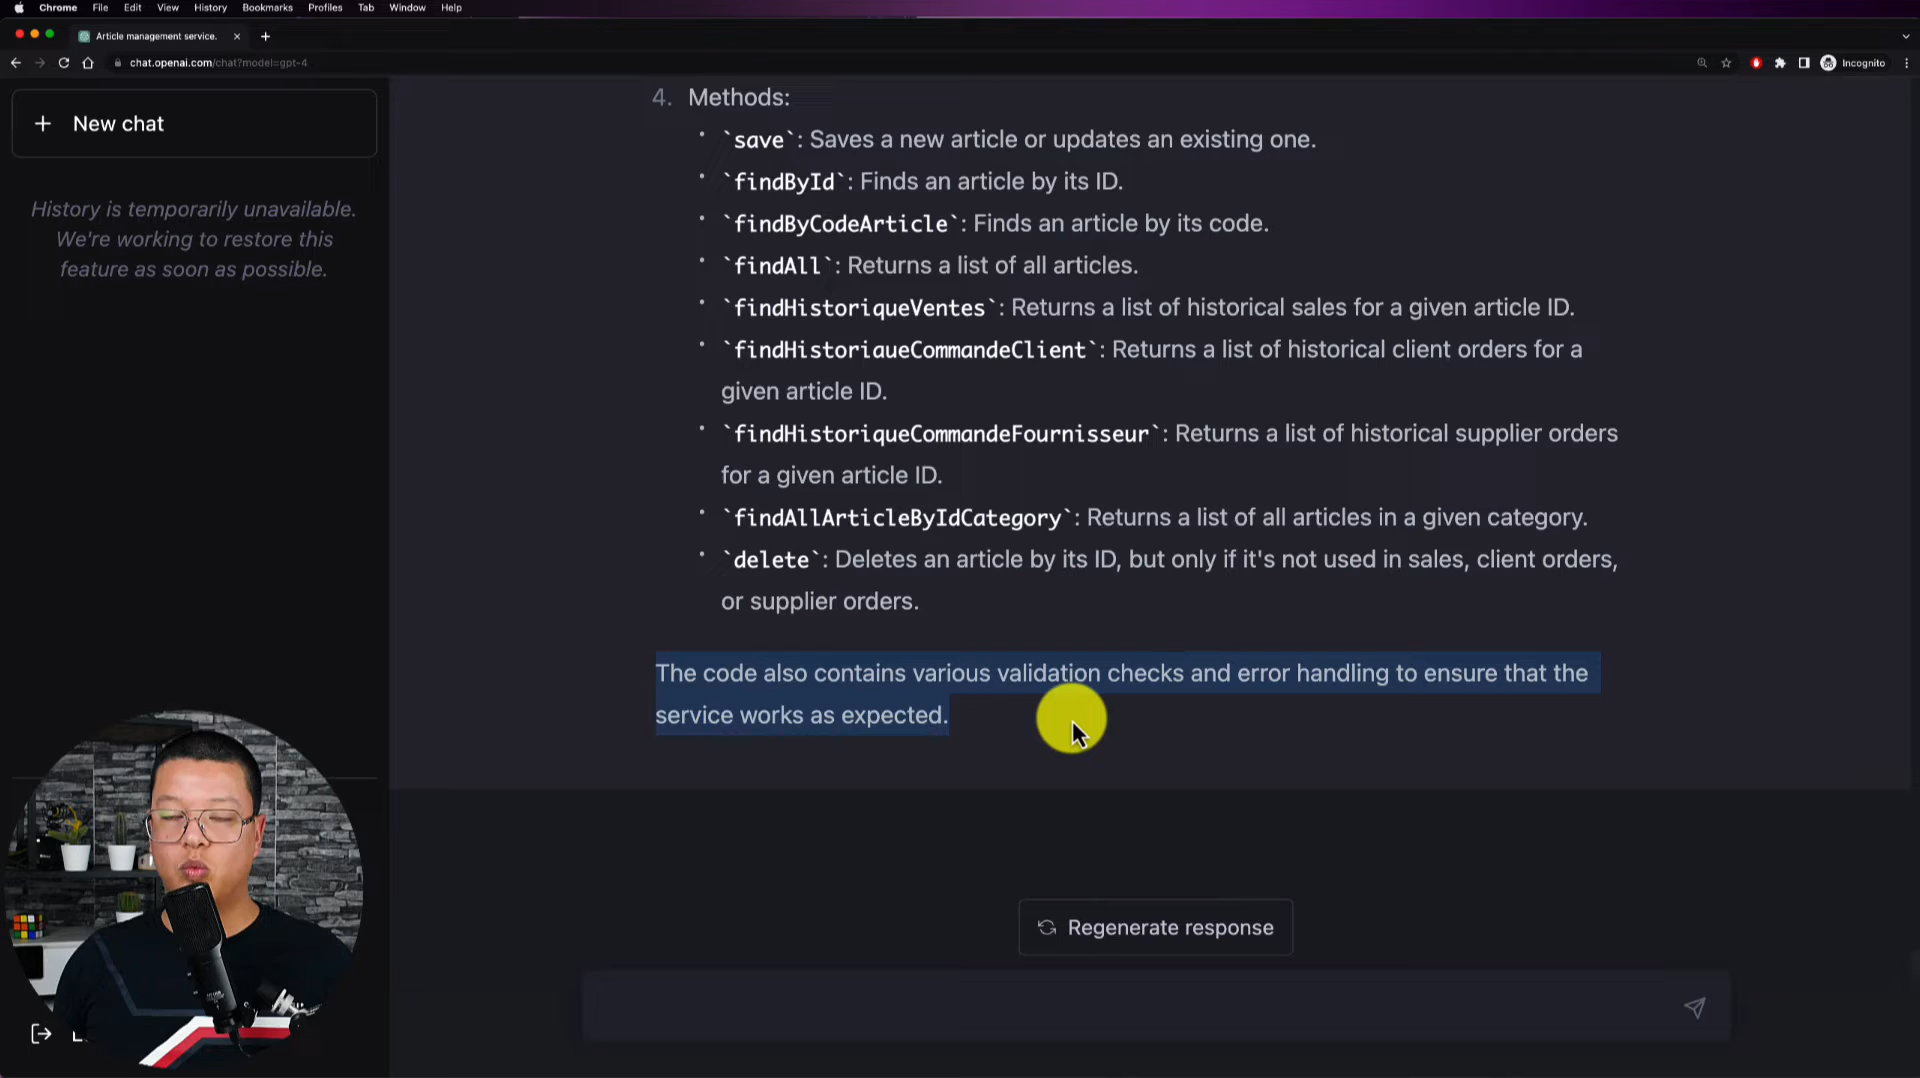 Chrome File Edit View History Bookmarks Profiles Tab Window Help
Article management service.
chat.openai.com/chat?model=gpt-4
Incognito
New chat
History is temporarily unavailable.
We're working to restore this
feature as soon as possible.
4. Methods:
`save`: Saves a new article or updates an existing one.
`findById`: Finds an article by its ID.
`findByCodeArticle`: Finds an article by its code.
`findAll`: Returns a list of all articles.
`findHistoriqueVentes`: Returns a list of historical sales for a given article ID.
`findHistoriaueCommandeClient`: Returns a list of historical client orders for a
given article ID.
`findHistoriqueCommandeFournisseur`: Returns a list of historical supplier orders
for a given article ID.
`findAllArticleByIdCategory`: Returns a list of all articles in a given category.
`delete`: Deletes an article by its ID, but only if it's not used in sales, client orders,
or supplier orders.
The code also contains various validation checks and error handling to ensure that the
service works as expected.
Regenerate response